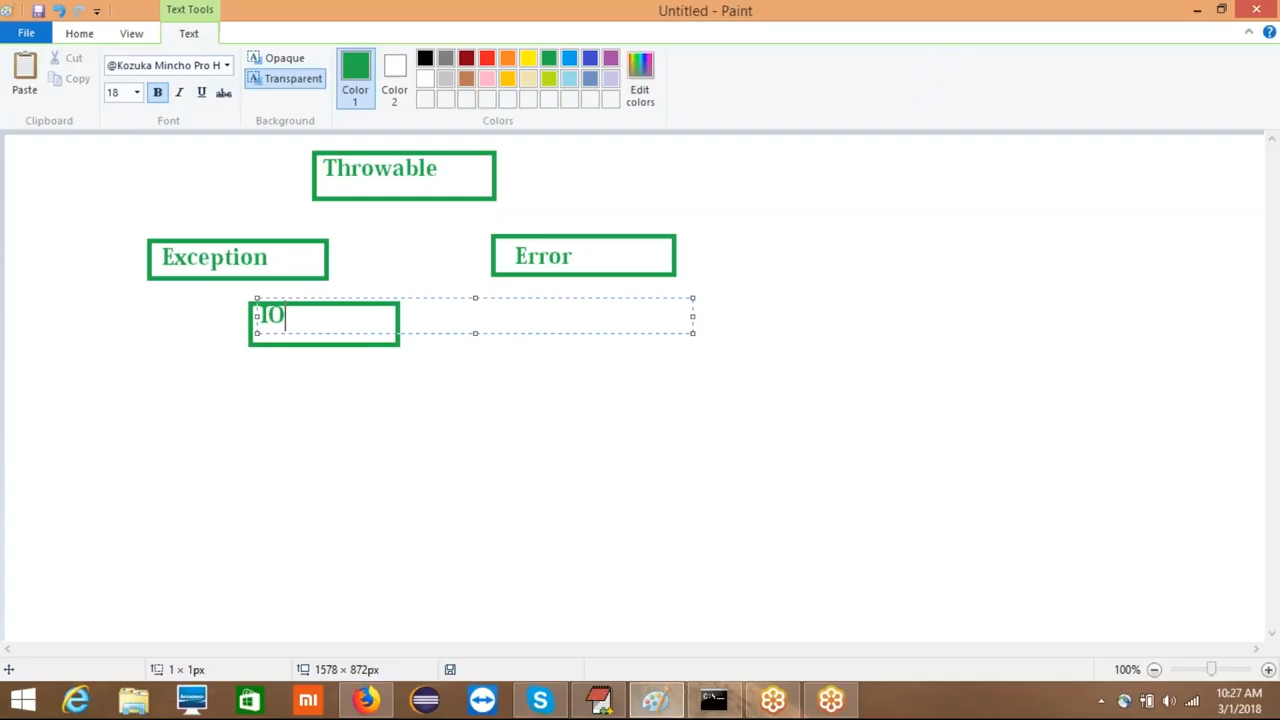 Text Tools
Untitled - Paint
File
Home
View
Text
Paste
Cut
Copy
@Kozuka Mincho Pro H
18
B
I
U
abc
Opaque
Transparent
Color 1
Color 2
Edit colors
Clipboard
Font
Background
Colors
Throwable
Exception
Error
IO
1 × 1px
1578 × 872px
100%
Lenovo
mi
C:\
10:27 AM
3/1/2018